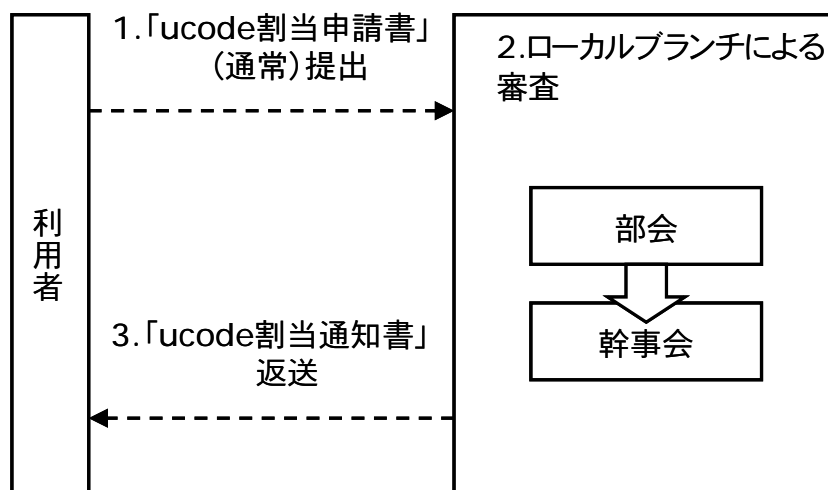 1.「ucode割当申請書」
（通常）提出
2.ローカルブランチによる
審査
利用者
部会
幹事会
3.「ucode割当通知書」
返送